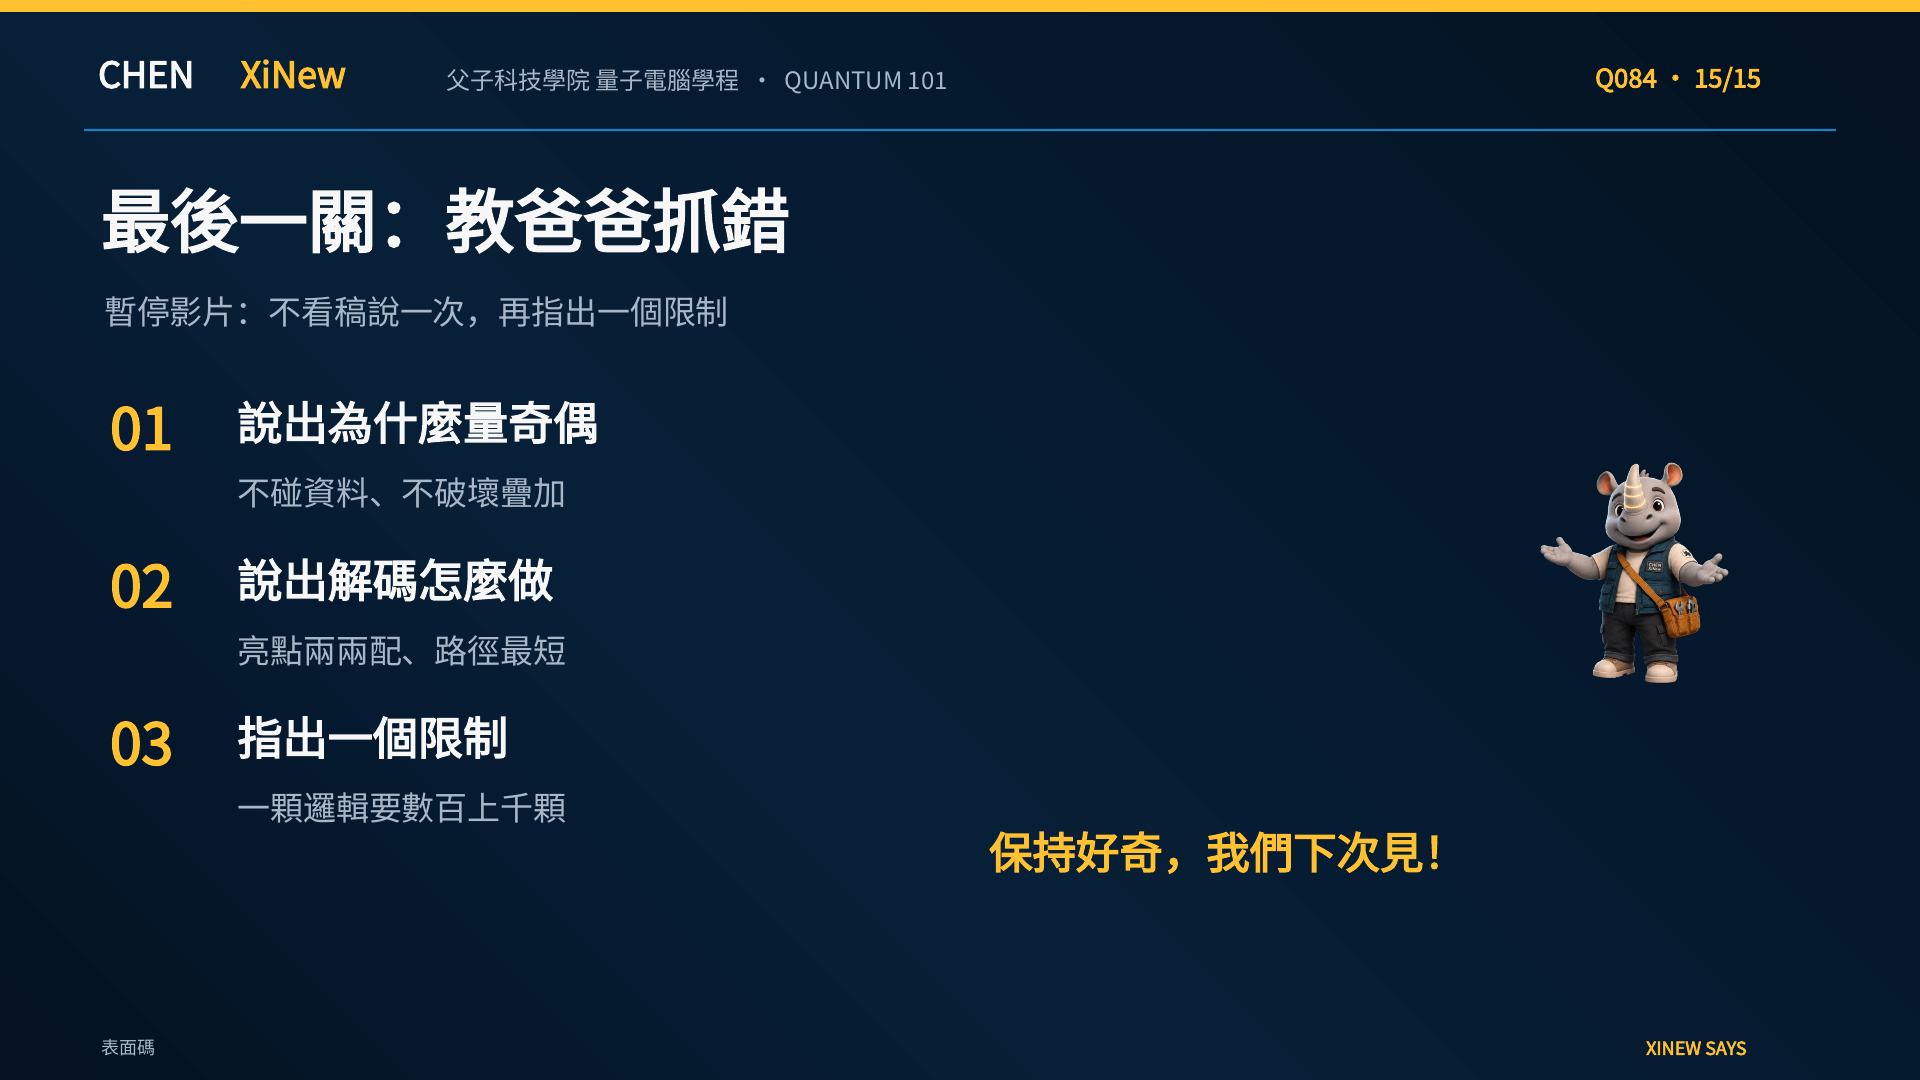 CHEN XiNew 父子科技學院 量子電腦學程 · QUANTUM 101
Q084 · 15/15
最後一關：教爸爸抓錯
暫停影片：不看稿說一次，再指出一個限制
01 說出為什麼量奇偶
不碰資料、不破壞疊加
02 說出解碼怎麼做
亮點兩兩配、路徑最短
03 指出一個限制
一顆邏輯要數百上千顆
保持好奇，我們下次見！
表面碼
XINEW SAYS